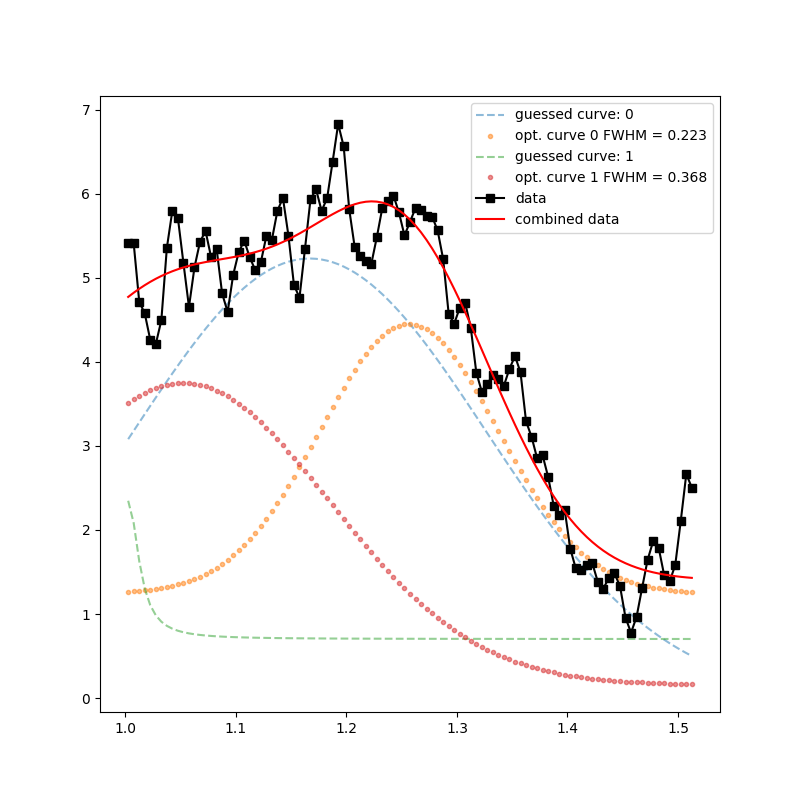 guessed curve: 0
opt. curve 0 FWHM = 0.223
guessed curve: 1
opt. curve 1 FWHM = 0.368
data
combined data
7
6
5
4
3
2
1
0
1.0 1.1 1.2 1.3 1.4 1.5